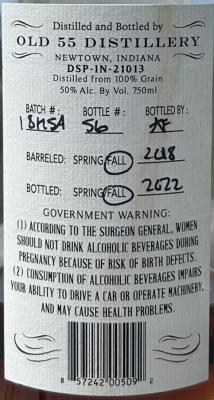 Distilled and Bottled by
OLD 55 DISTILLERY
NEWTOWN, INDIANA
DSP-IN-21013
Distilled from 100% Grain
50% Alc. By Vol. 750ml
BATCH #: BOTTLE #: BOTTLED BY:
56
BARRELED: SPRING/FALL 2018
BOTTLED: SPRING/FALL 2022
GOVERNMENT WARNING:
(1) ACCORDING TO THE SURGEON GENERAL, WOMEN
SHOULD NOT DRINK ALCOHOLIC BEVERAGES DURING
PREGNANCY BECAUSE OF RISK OF BIRTH DEFECTS.
(2) CONSUMPTION OF ALCOHOLIC BEVERAGES IMPAIRS
YOUR ABILITY TO DRIVE A CAR OR OPERATE MACHINERY,
AND MAY CAUSE HEALTH PROBLEMS.
8 57242 00509 2